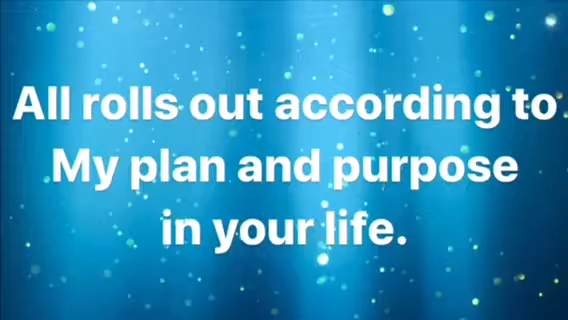 All rolls out according to
My plan and purpose
in your life.